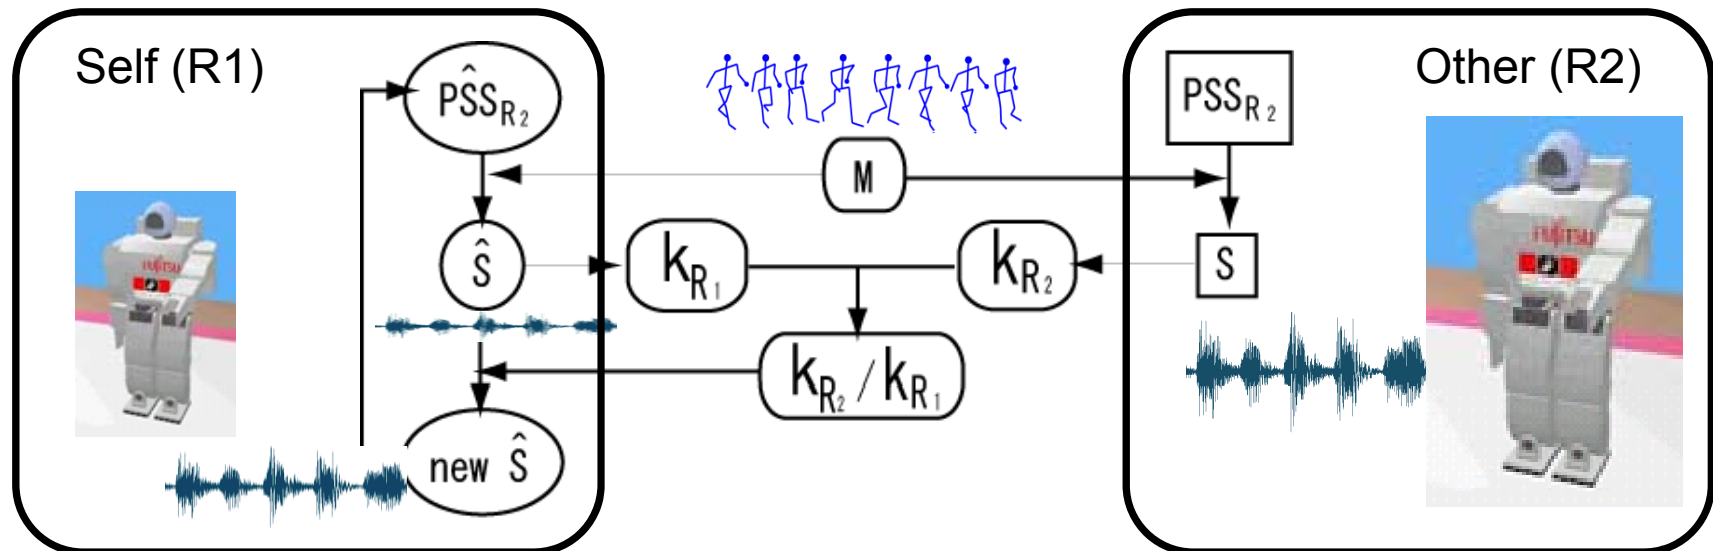 Self (R1)
Other (R2)
PŜS_R₂
PSS_R₂
M
ŝ
k_R₁
k_R₂
S
k_R₂ / k_R₁
new Ŝ
FUJITSU
FUJITSU